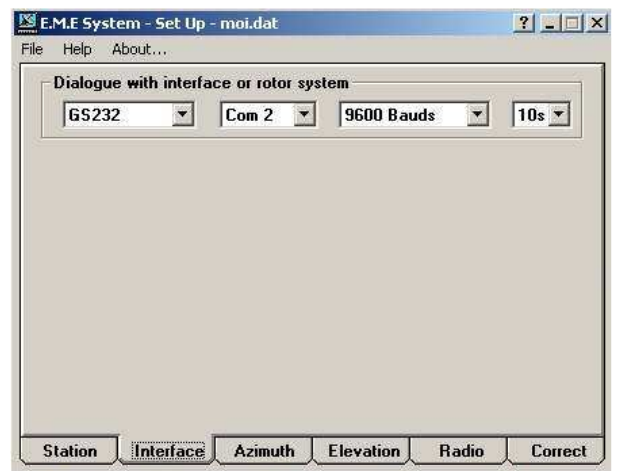 E.M.E System - Set Up - moi.dat
File Help About...
Dialogue with interface or rotor system
GS232 Com 2 9600 Bauds 10s
Station Interface Azimuth Elevation Radio Correct